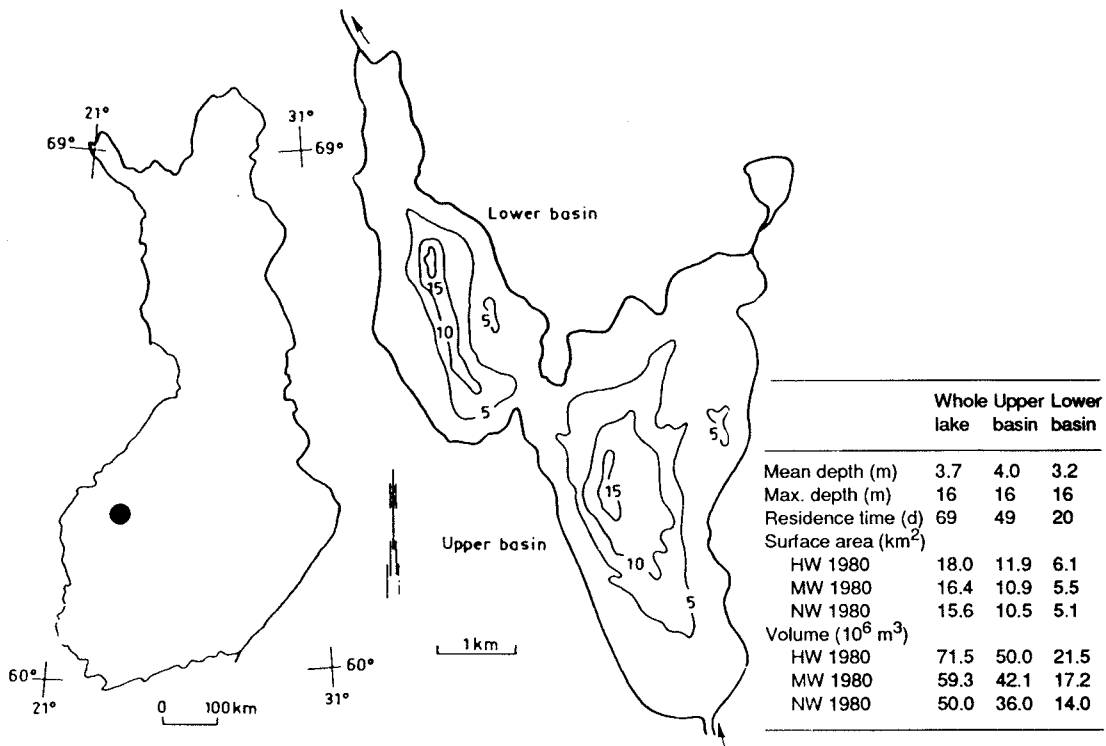 21°
31°
69°
69°
Lower basin
15
5
10
5
5
15
Upper basin
10
5
1 km
60°
60°
21°
31°
0 100 km
Whole Upper Lower
lake basin basin
Mean depth (m) 3.7 4.0 3.2
Max. depth (m) 16 16 16
Residence time (d) 69 49 20
Surface area (km²)
HW 1980 18.0 11.9 6.1
MW 1980 16.4 10.9 5.5
NW 1980 15.6 10.5 5.1
Volume (10⁶ m³)
HW 1980 71.5 50.0 21.5
MW 1980 59.3 42.1 17.2
NW 1980 50.0 36.0 14.0